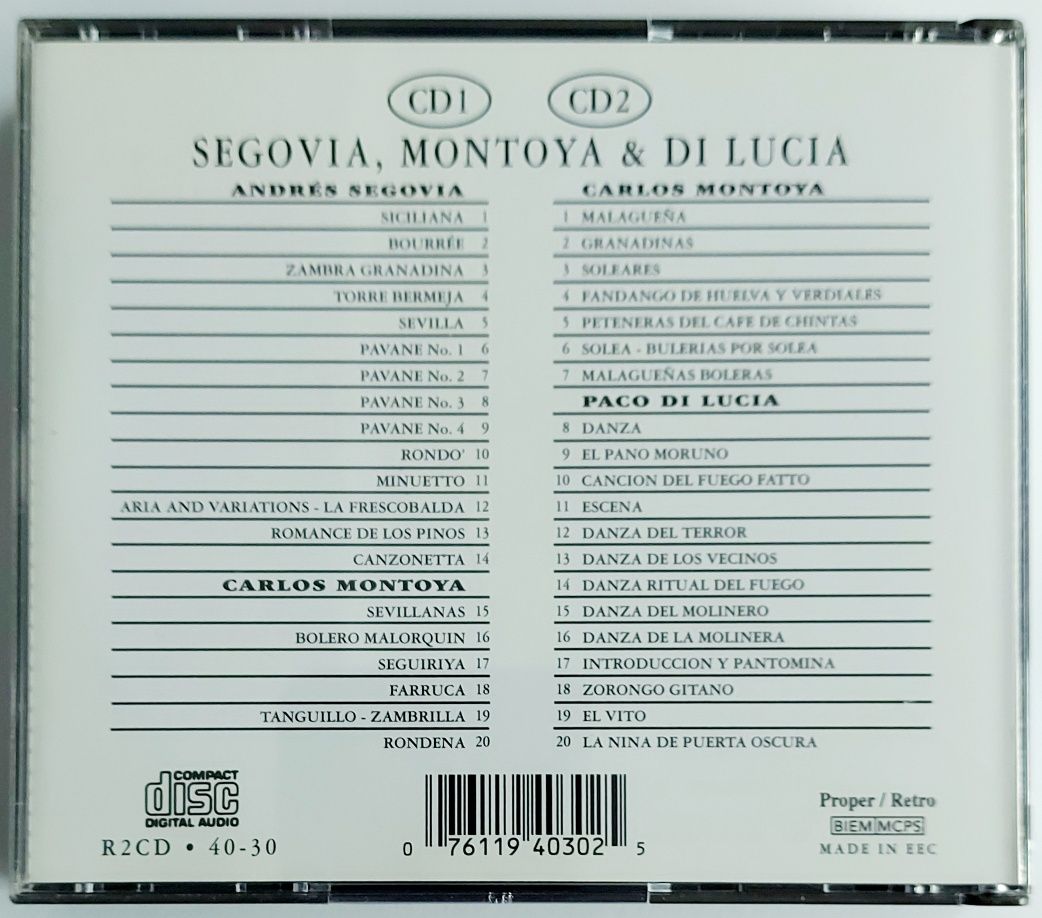 CD1 CD2
SEGOVIA, MONTOYA & DI LUCIA
ANDRÉS SEGOVIA
SICILIANA 1
BOURRÉE 2
ZAMBRA GRANADINA 3
TORRE BERMEJA 4
SEVILLA 5
PAVANE No. 1 6
PAVANE No. 2 7
PAVANE No. 3 8
PAVANE No. 4 9
RONDO' 10
MINUETTO 11
ARIA AND VARIATIONS - LA FRESCOBALDA 12
ROMANCE DE LOS PINOS 13
CANZONETTA 14
CARLOS MONTOYA
SEVILLANAS 15
BOLERO MALORQUIN 16
SEGUIRIYA 17
FARRUCA 18
TANGUILLO - ZAMBRILLA 19
RONDENA 20
CARLOS MONTOYA
1 MALAGUEÑA
2 GRANADINAS
3 SOLEARES
4 FANDANGO DE HUELVA Y VERDIALES
5 PETENERAS DEL CAFE DE CHINTAS
6 SOLEA - BULERIAS POR SOLEA
7 MALAGUEÑAS BOLERAS
PACO DI LUCIA
8 DANZA
9 EL PANO MORUNO
10 CANCION DEL FUEGO FATTO
11 ESCENA
12 DANZA DEL TERROR
13 DANZA DE LOS VECINOS
14 DANZA RITUAL DEL FUEGO
15 DANZA DEL MOLINERO
16 DANZA DE LA MOLINERA
17 INTRODUCCION Y PANTOMINA
18 ZORONGO GITANO
19 EL VITO
20 LA NINA DE PUERTA OSCURA
COMPACT
disc
DIGITAL AUDIO
R2CD • 40-30
0 76119 40302 5
Proper / Retro
BIEM MCPS
MADE IN EEC